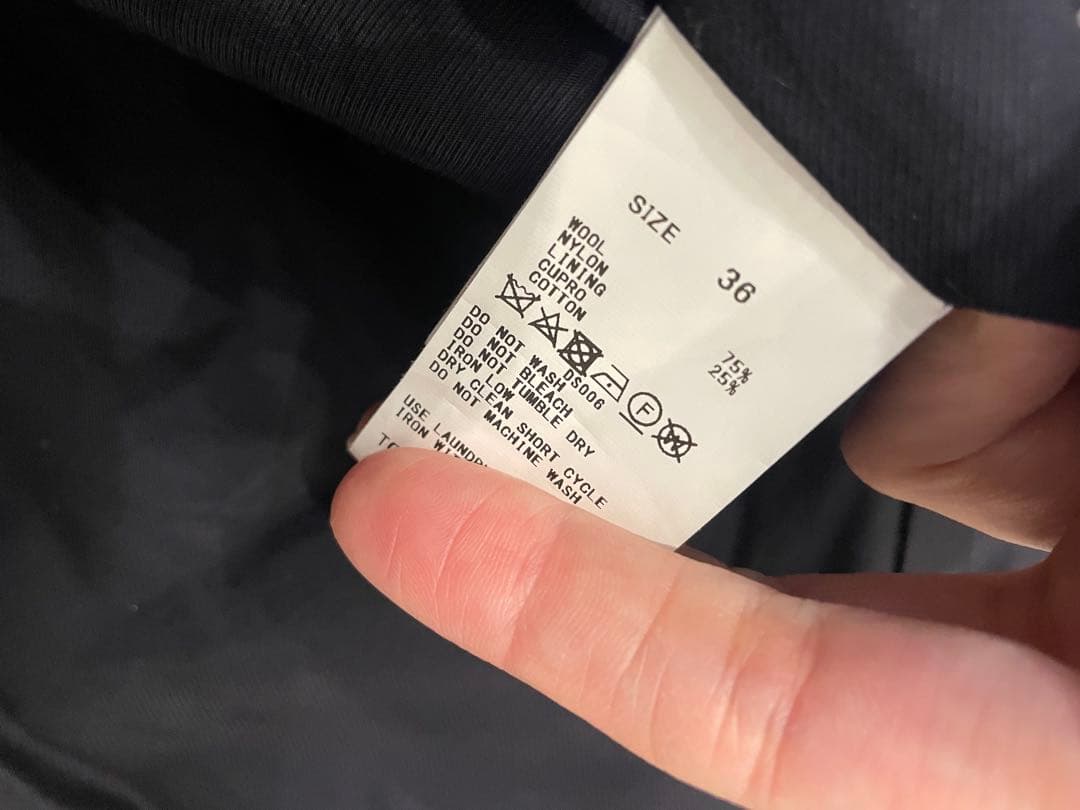 SIZE 36
WOOL 75%
NYLON 25%
LINING
CUPRO
COTTON
F W
DS006
DO NOT WASH
DO NOT BLEACH
DO NOT TUMBLE DRY
IRON LOW
DRY CLEAN SHORT CYCLE
DO NOT MACHINE WASH
USE
IRON